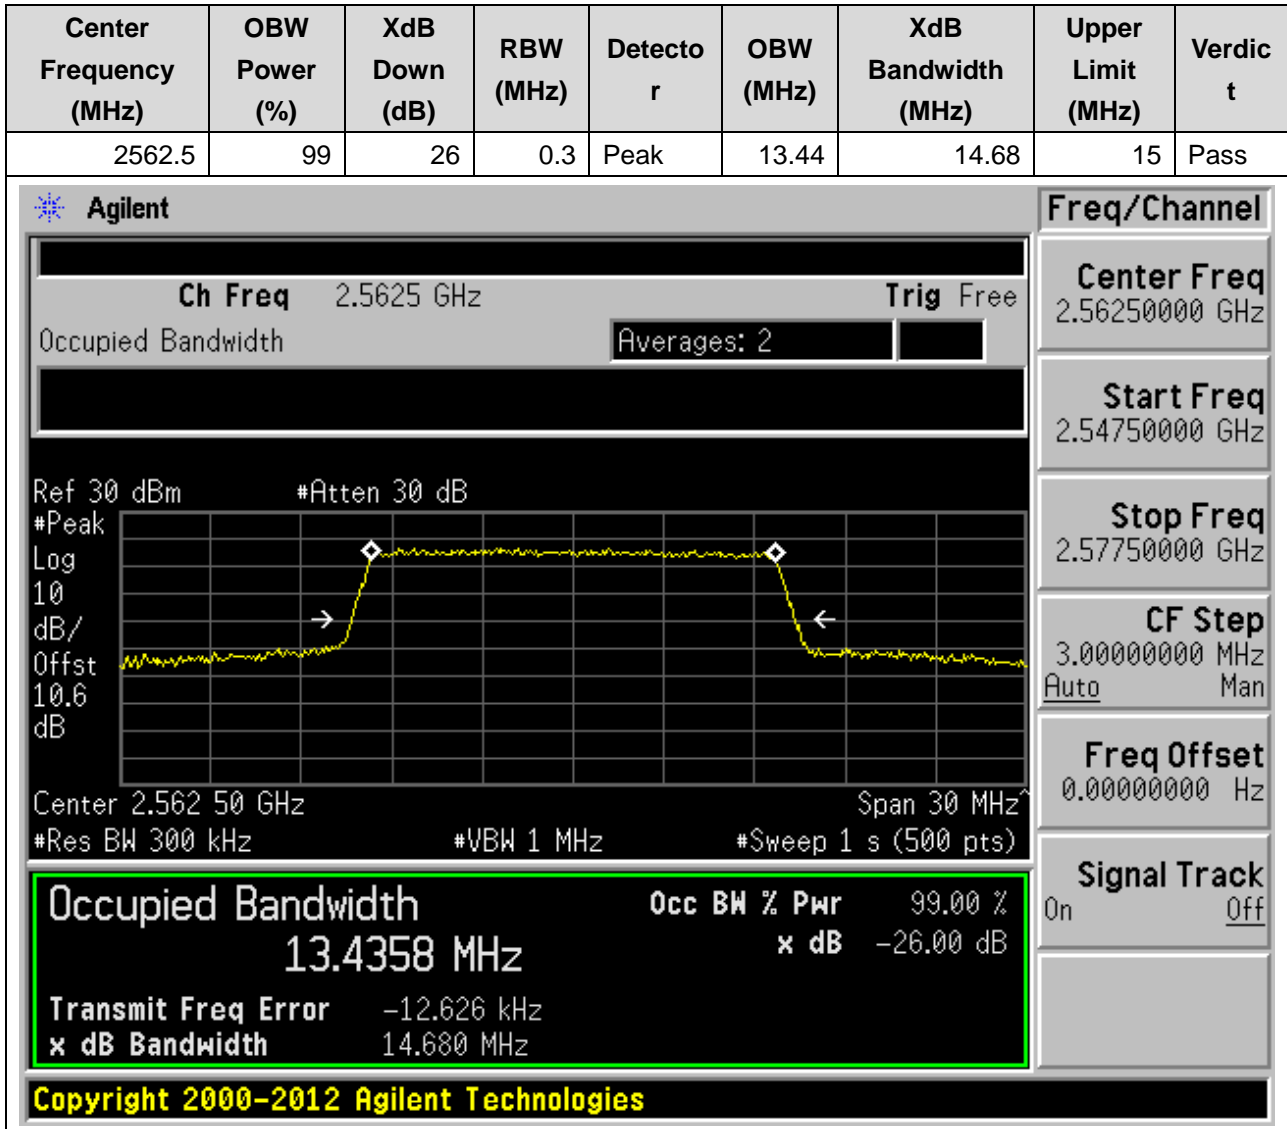 Center Frequency (MHz) OBW Power (%) XdB Down (dB) RBW (MHz) Detecto r OBW (MHz) XdB Bandwidth (MHz) Upper Limit (MHz) Verdic t
2562.5 99 26 0.3 Peak 13.44 14.68 15 Pass
Agilent
Ch Freq 2.5625 GHz Trig Free
Occupied Bandwidth Averages: 2
Ref 30 dBm #Atten 30 dB
#Peak
Log
10
dB/
Offst
10.6
dB
Center 2.562 50 GHz Span 30 MHz^
#Res BW 300 kHz #VBW 1 MHz #Sweep 1 s (500 pts)
Occupied Bandwidth Occ BW % Pwr 99.00 %
13.4358 MHz x dB -26.00 dB
Transmit Freq Error -12.626 kHz
x dB Bandwidth 14.680 MHz
Copyright 2000-2012 Agilent Technologies
Freq/Channel
Center Freq
2.56250000 GHz
Start Freq
2.54750000 GHz
Stop Freq
2.57750000 GHz
CF Step
3.00000000 MHz
Auto Man
Freq Offset
0.00000000 Hz
Signal Track
On Off